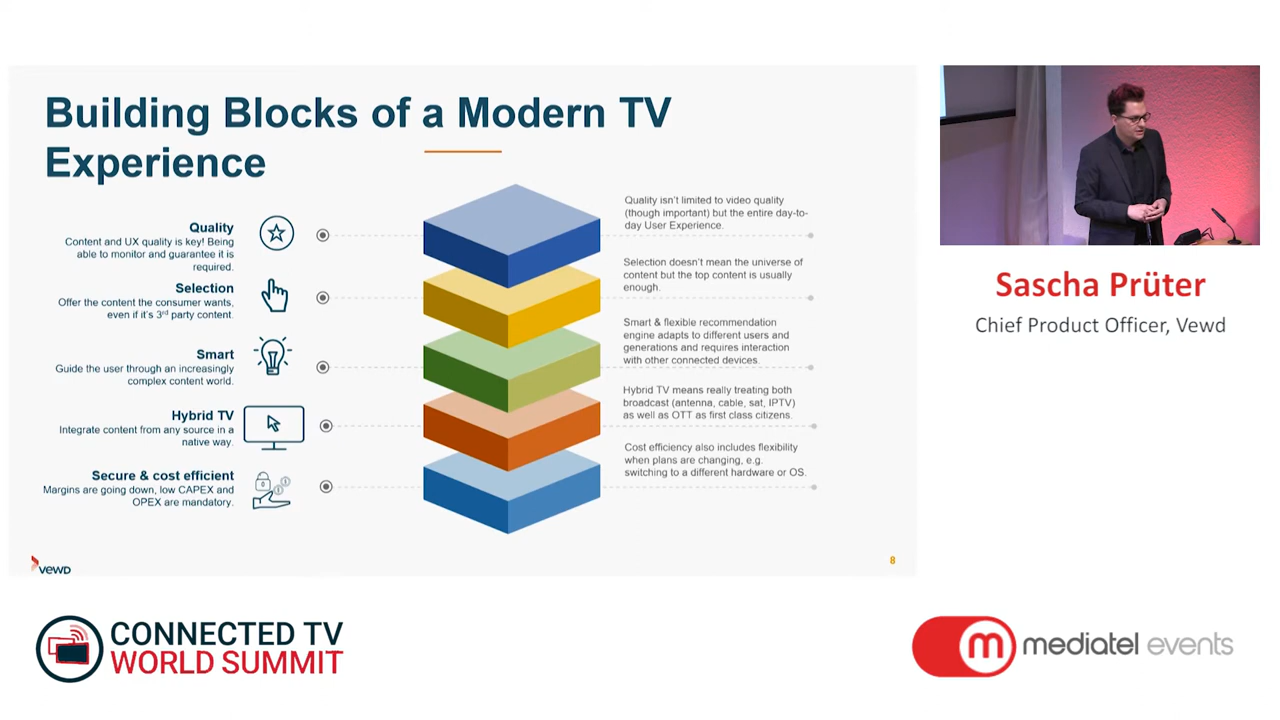 Building Blocks of a Modern TV
Experience
Quality
Content and UX quality is key! Being
able to monitor and guarantee it is
required.
Selection
Offer the content the consumer wants,
even if it's 3rd party content.
Smart
Guide the user through an increasingly
complex content world.
Hybrid TV
Integrate content from any source in a
native way.
Secure & cost efficient
Margins are going down, low CAPEX and
OPEX are mandatory.
Quality isn't limited to video quality
(though important) but the entire day-to-
day User Experience.
Selection doesn't mean the universe of
content but the top content is usually
enough.
Smart & flexible recommendation
engine adapts to different users and
generations and requires interaction
with other connected devices.
Hybrid TV means really treating both
broadcast (antenna, cable, sat, IPTV)
as well as OTT as first class citizens.
Cost efficiency also includes flexibility
when plans are changing, e.g.
switching to a different hardware or OS.
VEWD
8
Sascha Prüter
Chief Product Officer, Vewd
CONNECTED TV
WORLD SUMMIT
m mediatel events